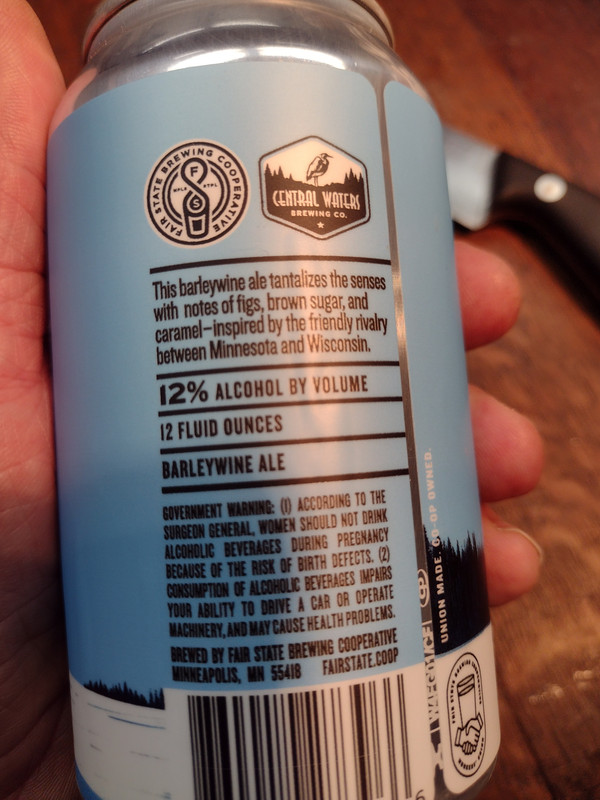 FAIR STATE BREWING COOPERATIVE
MPLS STPL
F
S
CENTRAL WATERS
BREWING CO.
This barleywine ale tantalizes the senses
with notes of figs, brown sugar, and
caramel—inspired by the friendly rivalry
between Minnesota and Wisconsin.
12% ALCOHOL BY VOLUME
12 FLUID OUNCES
BARLEYWINE ALE
GOVERNMENT WARNING: (1) ACCORDING TO THE
SURGEON GENERAL, WOMEN SHOULD NOT DRINK
ALCOHOLIC BEVERAGES DURING PREGNANCY
BECAUSE OF THE RISK OF BIRTH DEFECTS. (2)
CONSUMPTION OF ALCOHOLIC BEVERAGES IMPAIRS
YOUR ABILITY TO DRIVE A CAR OR OPERATE
MACHINERY, AND MAY CAUSE HEALTH PROBLEMS.
BREWED BY FAIR STATE BREWING COOPERATIVE
MINNEAPOLIS, MN 55418 FAIRSTATE.COOP
6
UNION MADE. CO-OP OWNED.